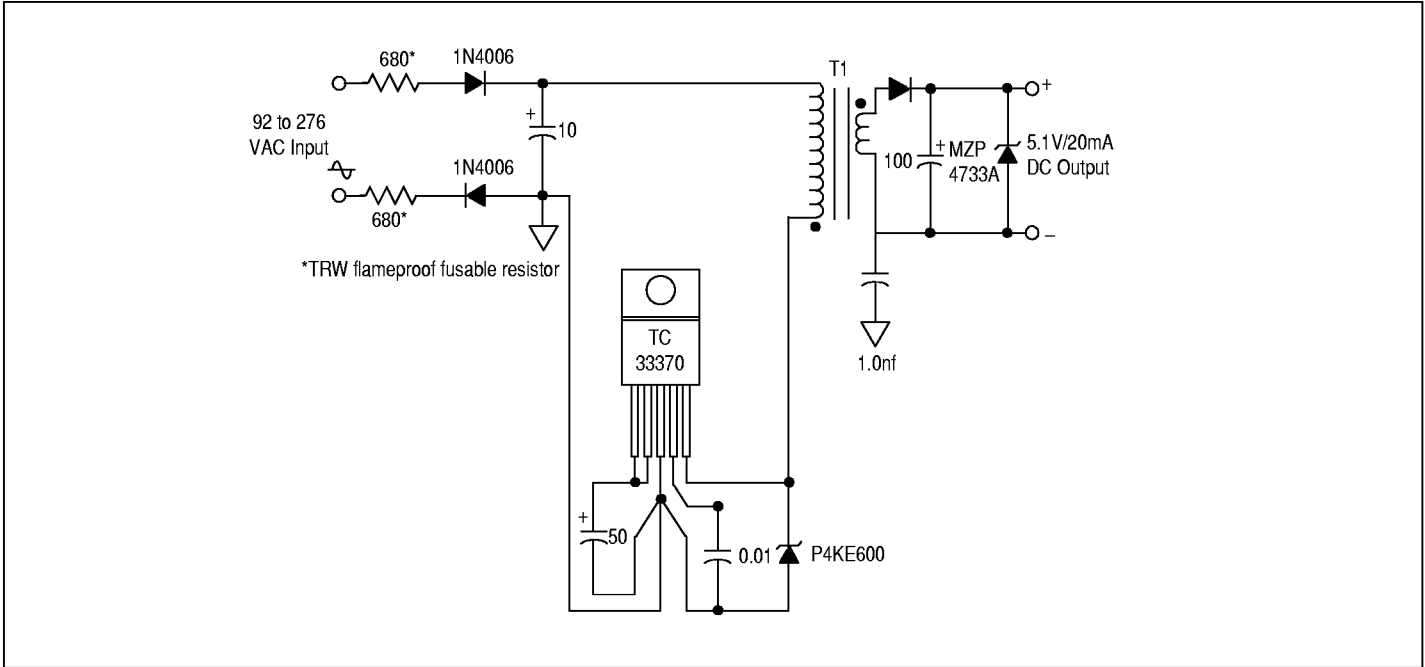 680*
1N4006
T1
+
+
10
92 to 276
VAC Input
1N4006
680*
+
100
MZP
4733A
5.1V/20mA
DC Output
–
*TRW flameproof fusable resistor
TC
33370
1.0nf
+
50
0.01
P4KE600